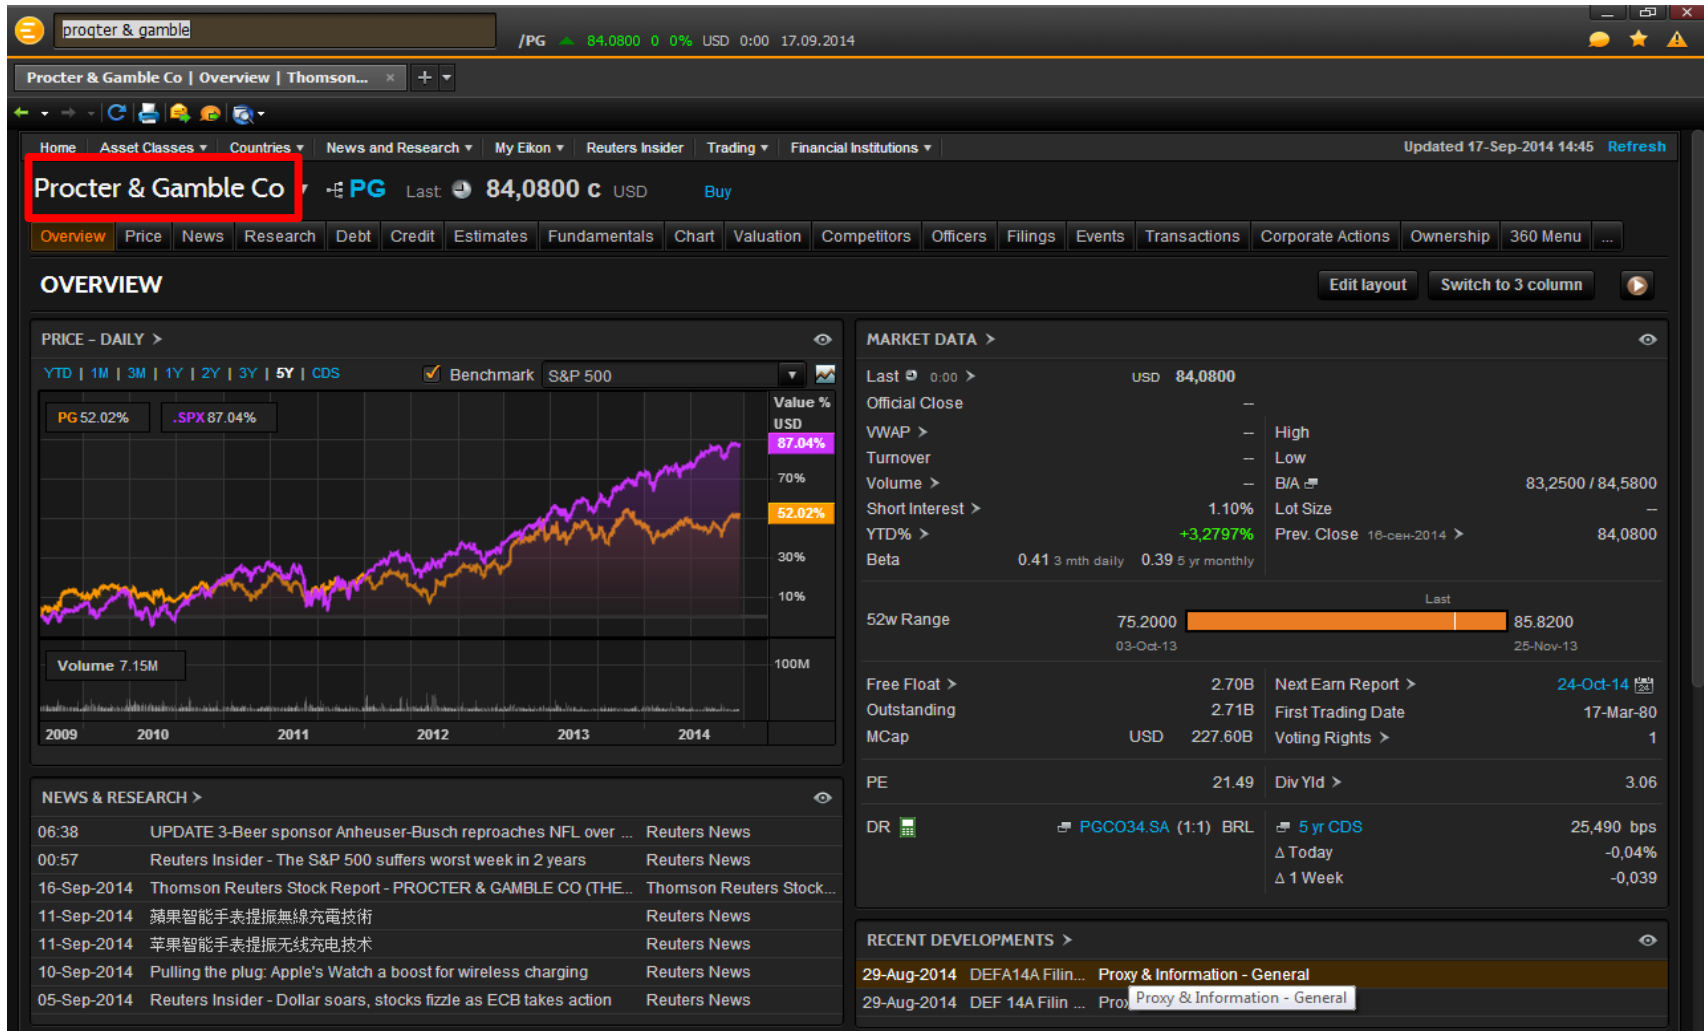 proqter & gamble
/PG 84.0800 0 0% USD 0:00 17.09.2014
Procter & Gamble Co | Overview | Thomson... × +
Home Asset Classes Countries News and Research My Eikon Reuters Insider Trading Financial Institutions Updated 17-Sep-2014 14:45 Refresh
Procter & Gamble Co PG Last: 84,0800 c USD Buy
Overview Price News Research Debt Credit Estimates Fundamentals Chart Valuation Competitors Officers Filings Events Transactions Corporate Actions Ownership 360 Menu ...
OVERVIEW Edit layout Switch to 3 column
PRICE – DAILY >
YTD | 1M | 3M | 1Y | 2Y | 3Y | 5Y | CDS Benchmark S&P 500
PG 52.02% .SPX 87.04%
Value %
USD
87.04%
70%
52.02%
30%
10%
Volume 7.15M 100M
2009 2010 2011 2012 2013 2014
NEWS & RESEARCH >
06:38 UPDATE 3-Beer sponsor Anheuser-Busch reproaches NFL over ... Reuters News
00:57 Reuters Insider - The S&P 500 suffers worst week in 2 years Reuters News
16-Sep-2014 Thomson Reuters Stock Report - PROCTER & GAMBLE CO (THE... Thomson Reuters Stock...
11-Sep-2014 蘋果智能手表提振無線充電技術 Reuters News
11-Sep-2014 苹果智能手表提振无线充电技术 Reuters News
10-Sep-2014 Pulling the plug: Apple's Watch a boost for wireless charging Reuters News
05-Sep-2014 Reuters Insider - Dollar soars, stocks fizzle as ECB takes action Reuters News
MARKET DATA >
Last 0:00 > USD 84,0800
Official Close --
VWAP > -- High
Turnover -- Low
Volume > -- B/A 83,2500 / 84,5800
Short Interest > 1.10% Lot Size --
YTD% > +3,2797% Prev. Close 16-сен-2014 > 84,0800
Beta 0.41 3 mth daily 0.39 5 yr monthly
Last
52w Range 75.2000 85.8200
03-Oct-13 25-Nov-13
Free Float > 2.70B Next Earn Report > 24-Oct-14 24
Outstanding 2.71B First Trading Date 17-Mar-80
MCap USD 227.60B Voting Rights > 1
PE 21.49 Div Yld > 3.06
DR PGCO34.SA (1:1) BRL 5 yr CDS 25,490 bps
Δ Today -0,04%
Δ 1 Week -0,039
RECENT DEVELOPMENTS >
29-Aug-2014 DEFA14A Filin... Proxy & Information - General
29-Aug-2014 DEF 14A Filin ... Pro
Proxy & Information - General